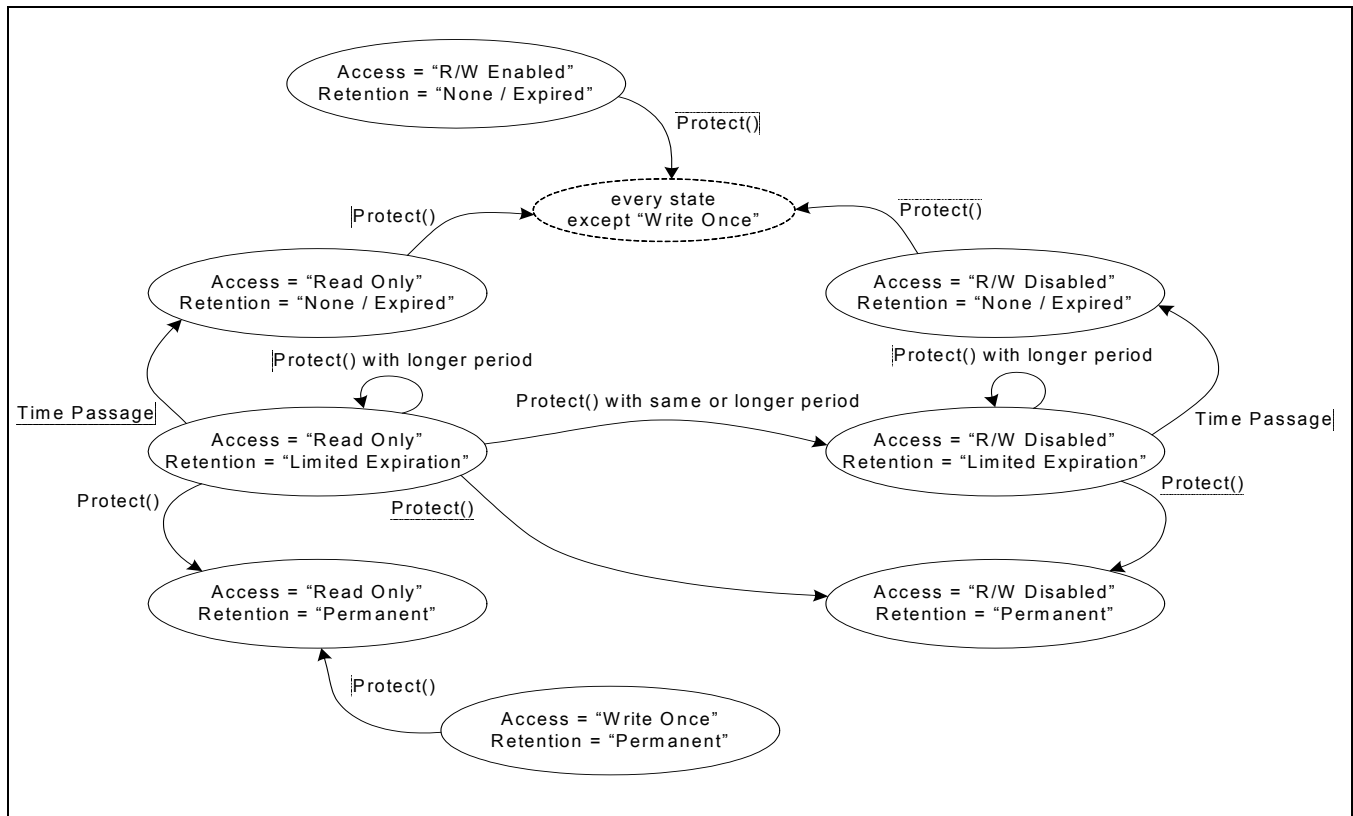 Access = “R/W Enabled”
Retention = “None / Expired”
Protect()
every state
except “Write Once”
Protect()
Protect()
Access = “Read Only”
Retention = “None / Expired”
Access = “R/W Disabled”
Retention = “None / Expired”
Protect() with longer period
Protect() with longer period
Time Passage
Protect() with same or longer period
Time Passage
Access = “Read Only”
Retention = “Limited Expiration”
Access = “R/W Disabled”
Retention = “Limited Expiration”
Protect()
Protect()
Protect()
Access = “Read Only”
Retention = “Permanent”
Access = “R/W Disabled”
Retention = “Permanent”
Protect()
Access = “Write Once”
Retention = “Permanent”